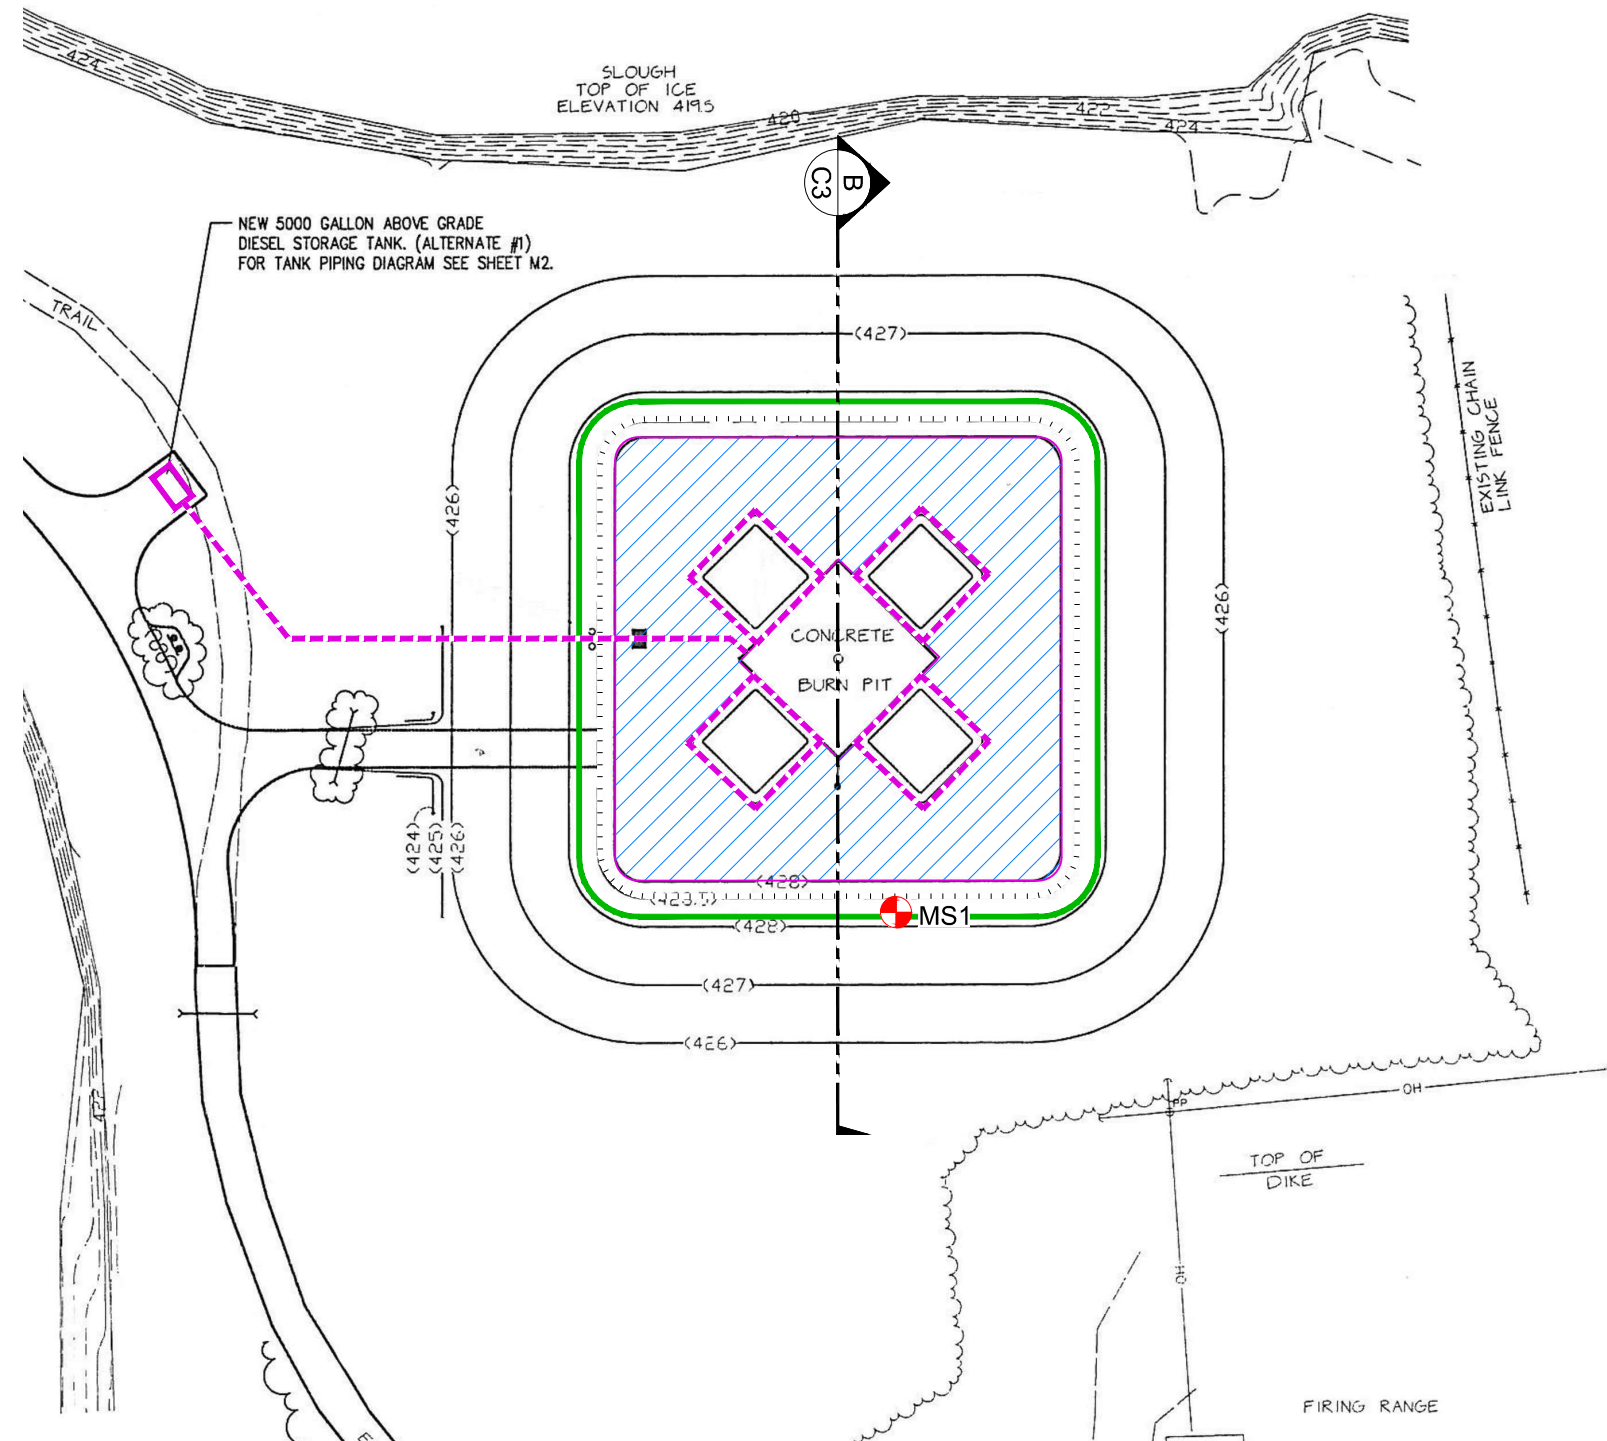 424
SLOUGH
TOP OF ICE
ELEVATION 419.5
420
422
424
B
C3
NEW 5000 GALLON ABOVE GRADE
DIESEL STORAGE TANK. (ALTERNATE #1)
FOR TANK PIPING DIAGRAM SEE SHEET M2.
TRAIL
(427)
EXISTING CHAIN
LINK FENCE
(426)
(426)
CONCRETE
BURN PIT
(424)
(425)
(426)
(428)
(428.5)
MS1
(428)
(427)
(426)
422
OH
PP
TOP OF
DIKE
OH
FIRING RANGE